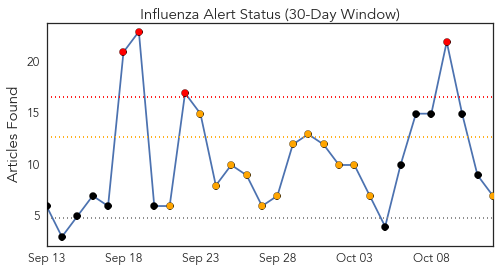 Influenza Alert Status (30-Day Window)
Articles Found
20
15
10
5
Sep 13 Sep 18 Sep 23 Sep 28 Oct 03 Oct 08